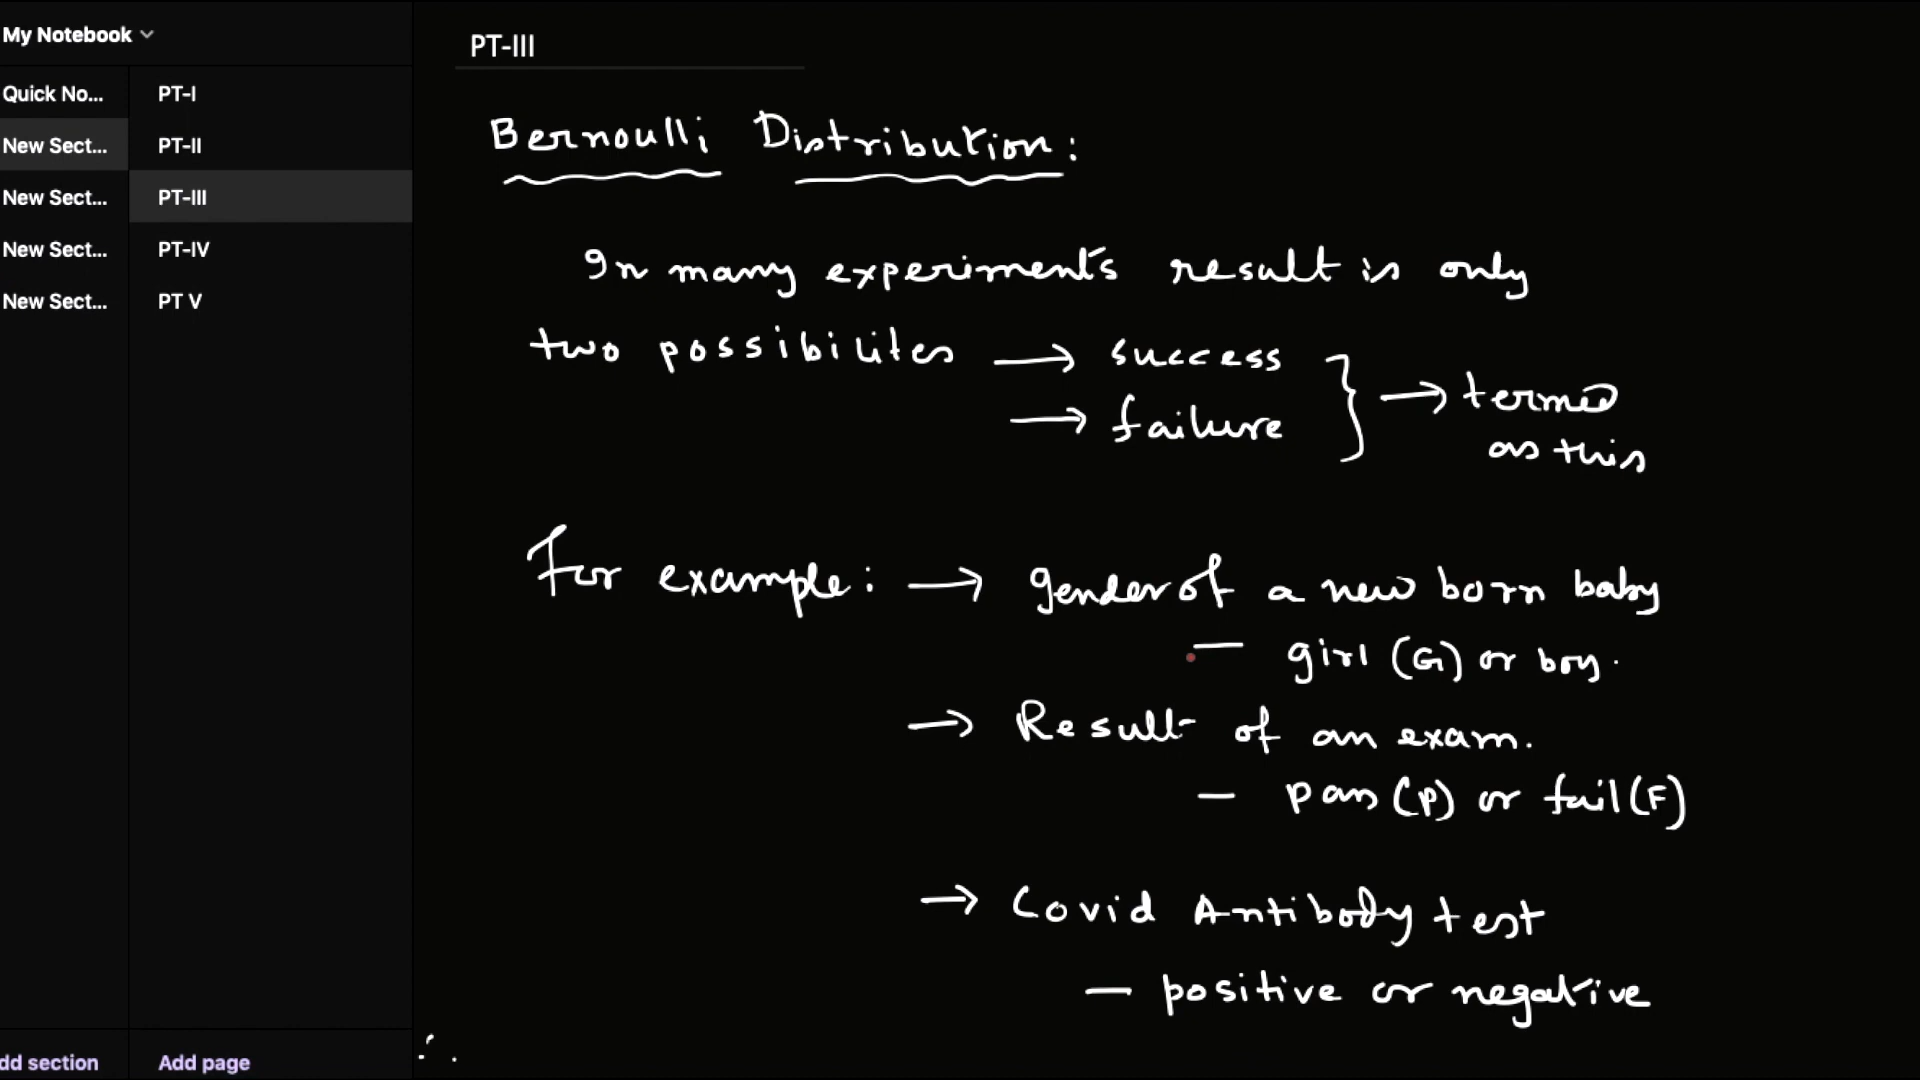 My Notebook
PT-III
Quick No...
PT-I
New Sect...
PT-II
New Sect...
PT-III
New Sect...
PT-IV
New Sect...
PT V
Bernoulli Distribution:
In many experiments result is only
two possibilites → success
→ failure } → termed
as this
For example: → gender of a new born baby
— girl (G) or boy.
→ Result of an exam.
— pass (P) or fail (F)
→ Covid Antibody test
— positive or negative
dd section
Add page